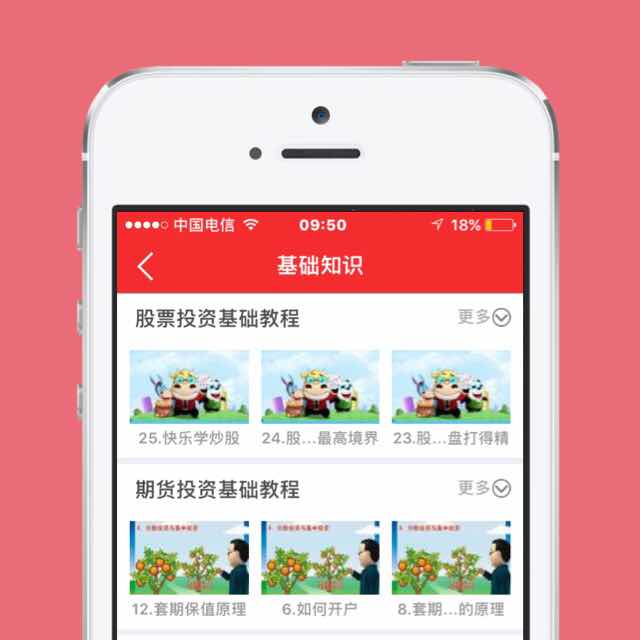 中国电信 09:50 18%
基础知识
股票投资基础教程 更多
25.快乐学炒股 24.股...最高境界 23.股...盘打得精
期货投资基础教程 更多
12.套期保值原理 6.如何开户 8.套期...的原理